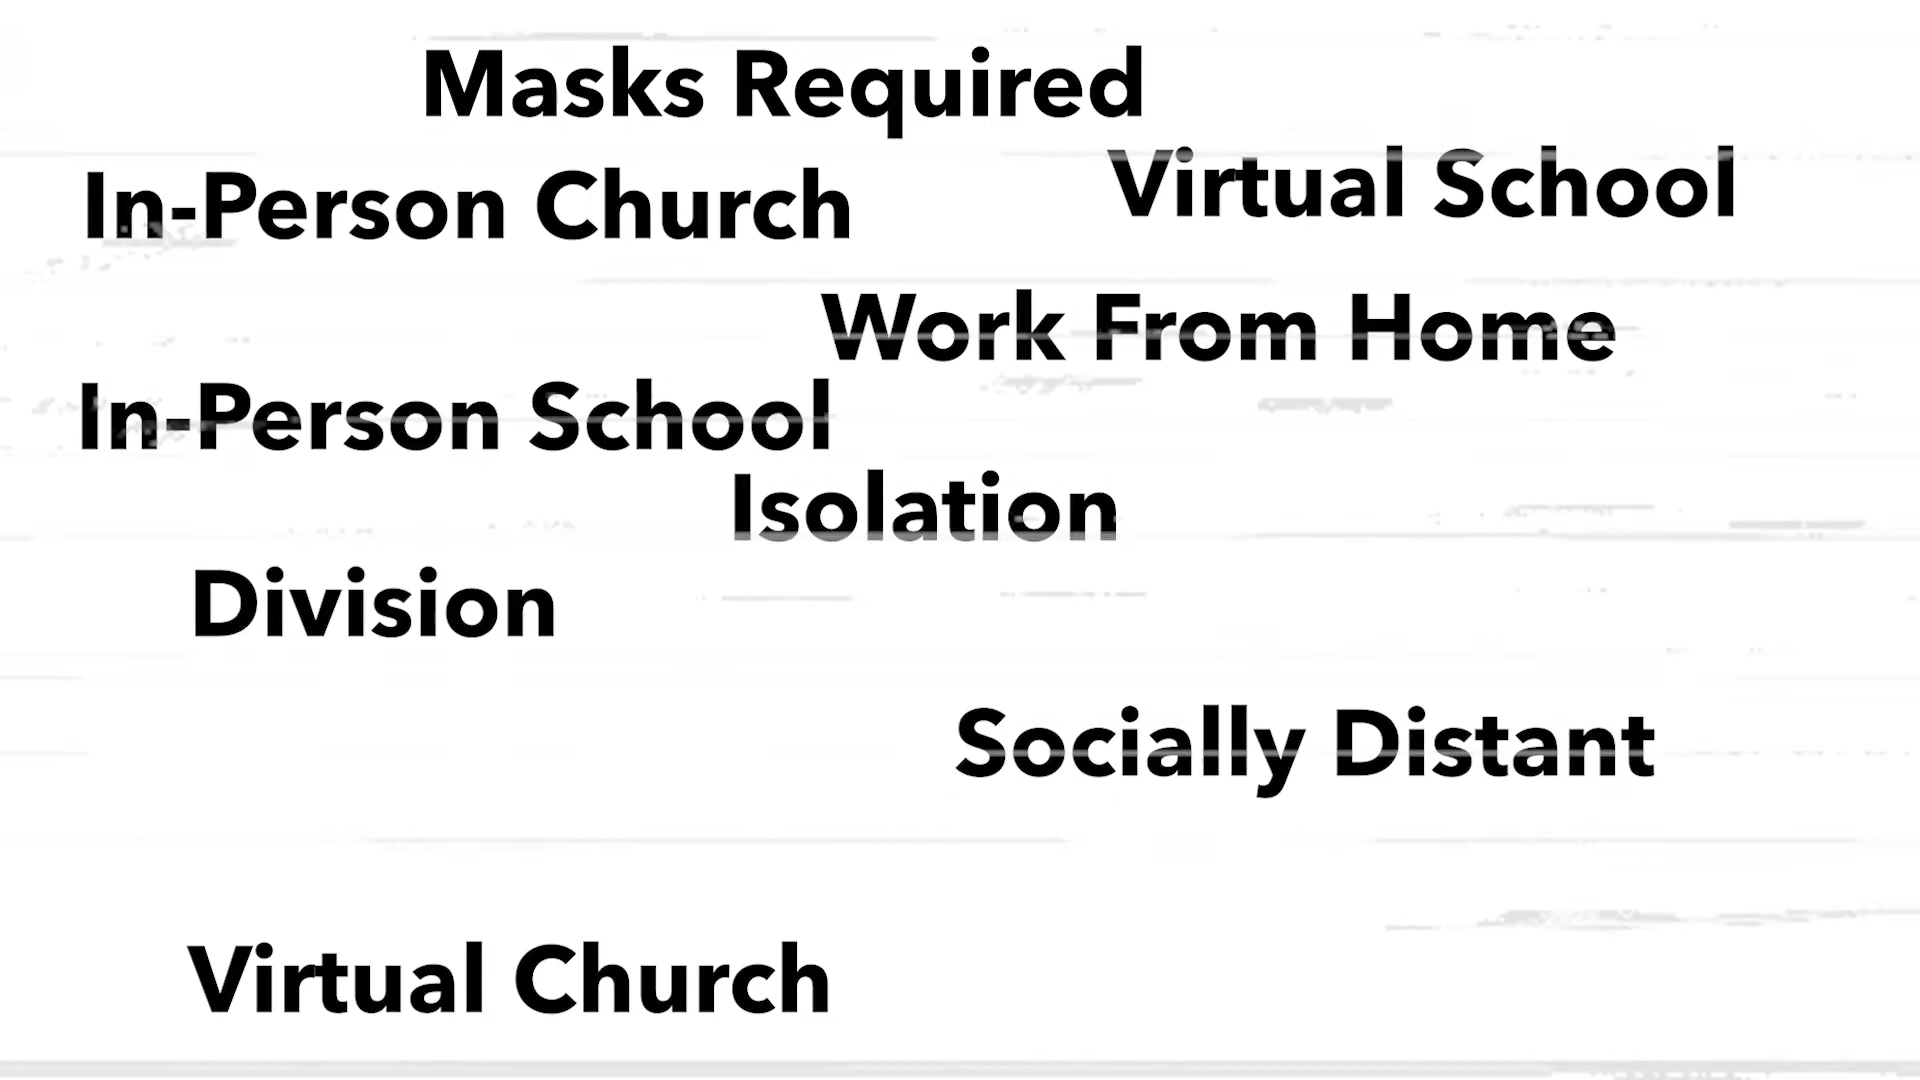 Masks Required
Virtual School
In-Person Church
Work From Home
In-Person School
Isolation
Division
Socially Distant
Virtual Church